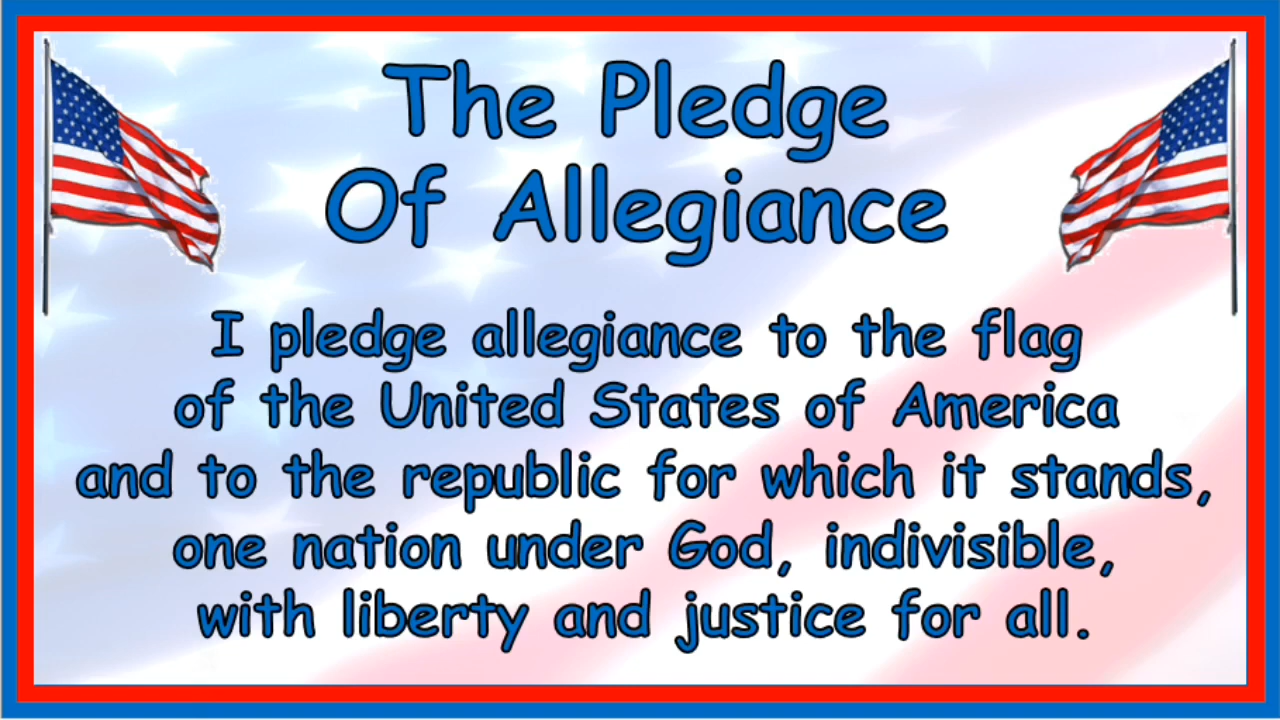 The Pledge
Of Allegiance
I pledge allegiance to the flag
of the United States of America
and to the republic for which it stands,
one nation under God, indivisible,
with liberty and justice for all.